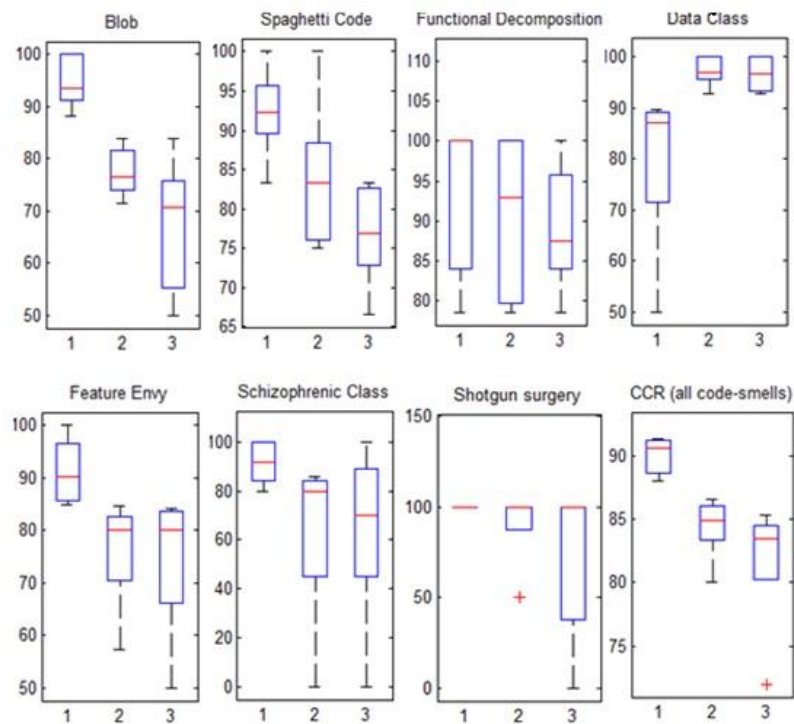 Blob
100
90
80
70
60
50
1 2 3
Spaghetti Code
100
95
90
85
80
75
70
65
1 2 3
Functional Decomposition
110
105
100
95
90
85
80
1 2 3
Data Class
100
90
80
70
60
50
1 2 3
Feature Envy
100
90
80
70
60
50
1 2 3
Schizophrenic Class
100
80
60
40
20
0
1 2 3
Shotgun surgery
150
100
50
0
1 2 3
CCR (all code-smells)
90
85
80
75
1 2 3